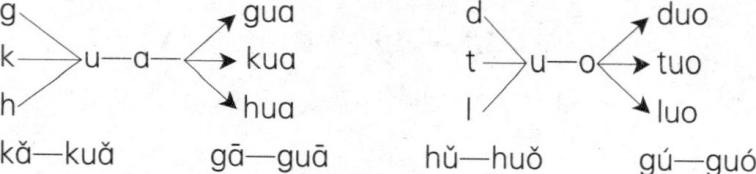 g gua d duo
k—u—a— kua t—u—o tuo
h hua l luo
kǎ—kuǎ gā—guā hǔ—huǒ gú—guó